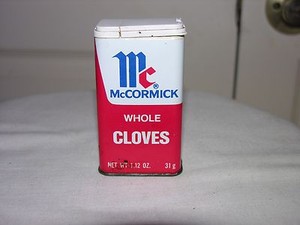 Mc®
McCORMICK
WHOLE
CLOVES
NET WT 1.12 OZ. 31 g